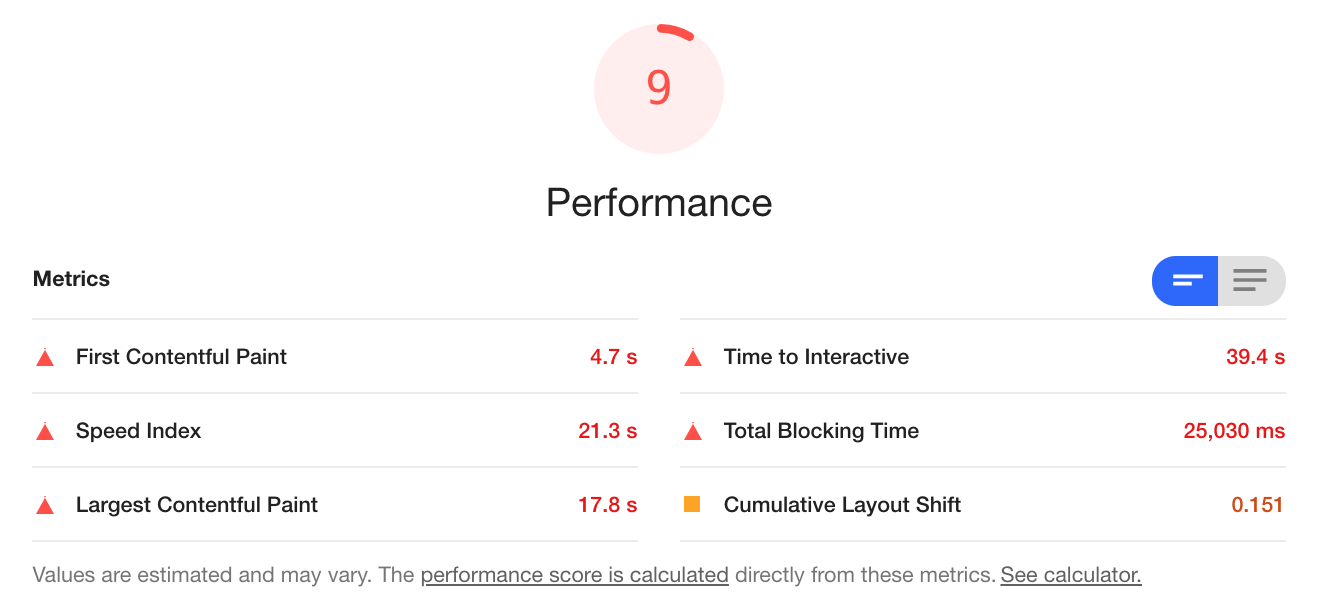 9
Performance
Metrics
First Contentful Paint 4.7 s
Time to Interactive 39.4 s
Speed Index 21.3 s
Total Blocking Time 25,030 ms
Largest Contentful Paint 17.8 s
Cumulative Layout Shift 0.151
Values are estimated and may vary. The performance score is calculated directly from these metrics. See calculator.